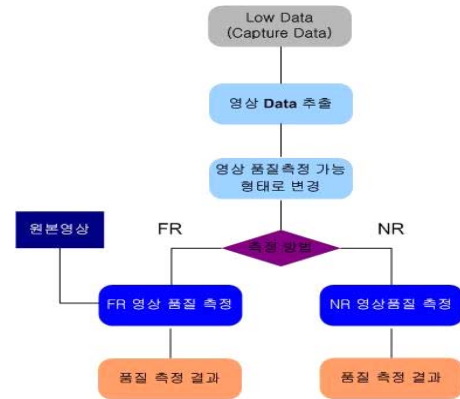 Low Data
(Capture Data)
영상 Data 추출
영상 품질측정 가능
형태로 변경
원본영상
FR
NR
측정 방법
FR 영상 품질 측정
NR 영상품질 측정
품질 측정 결과
품질 측정 결과